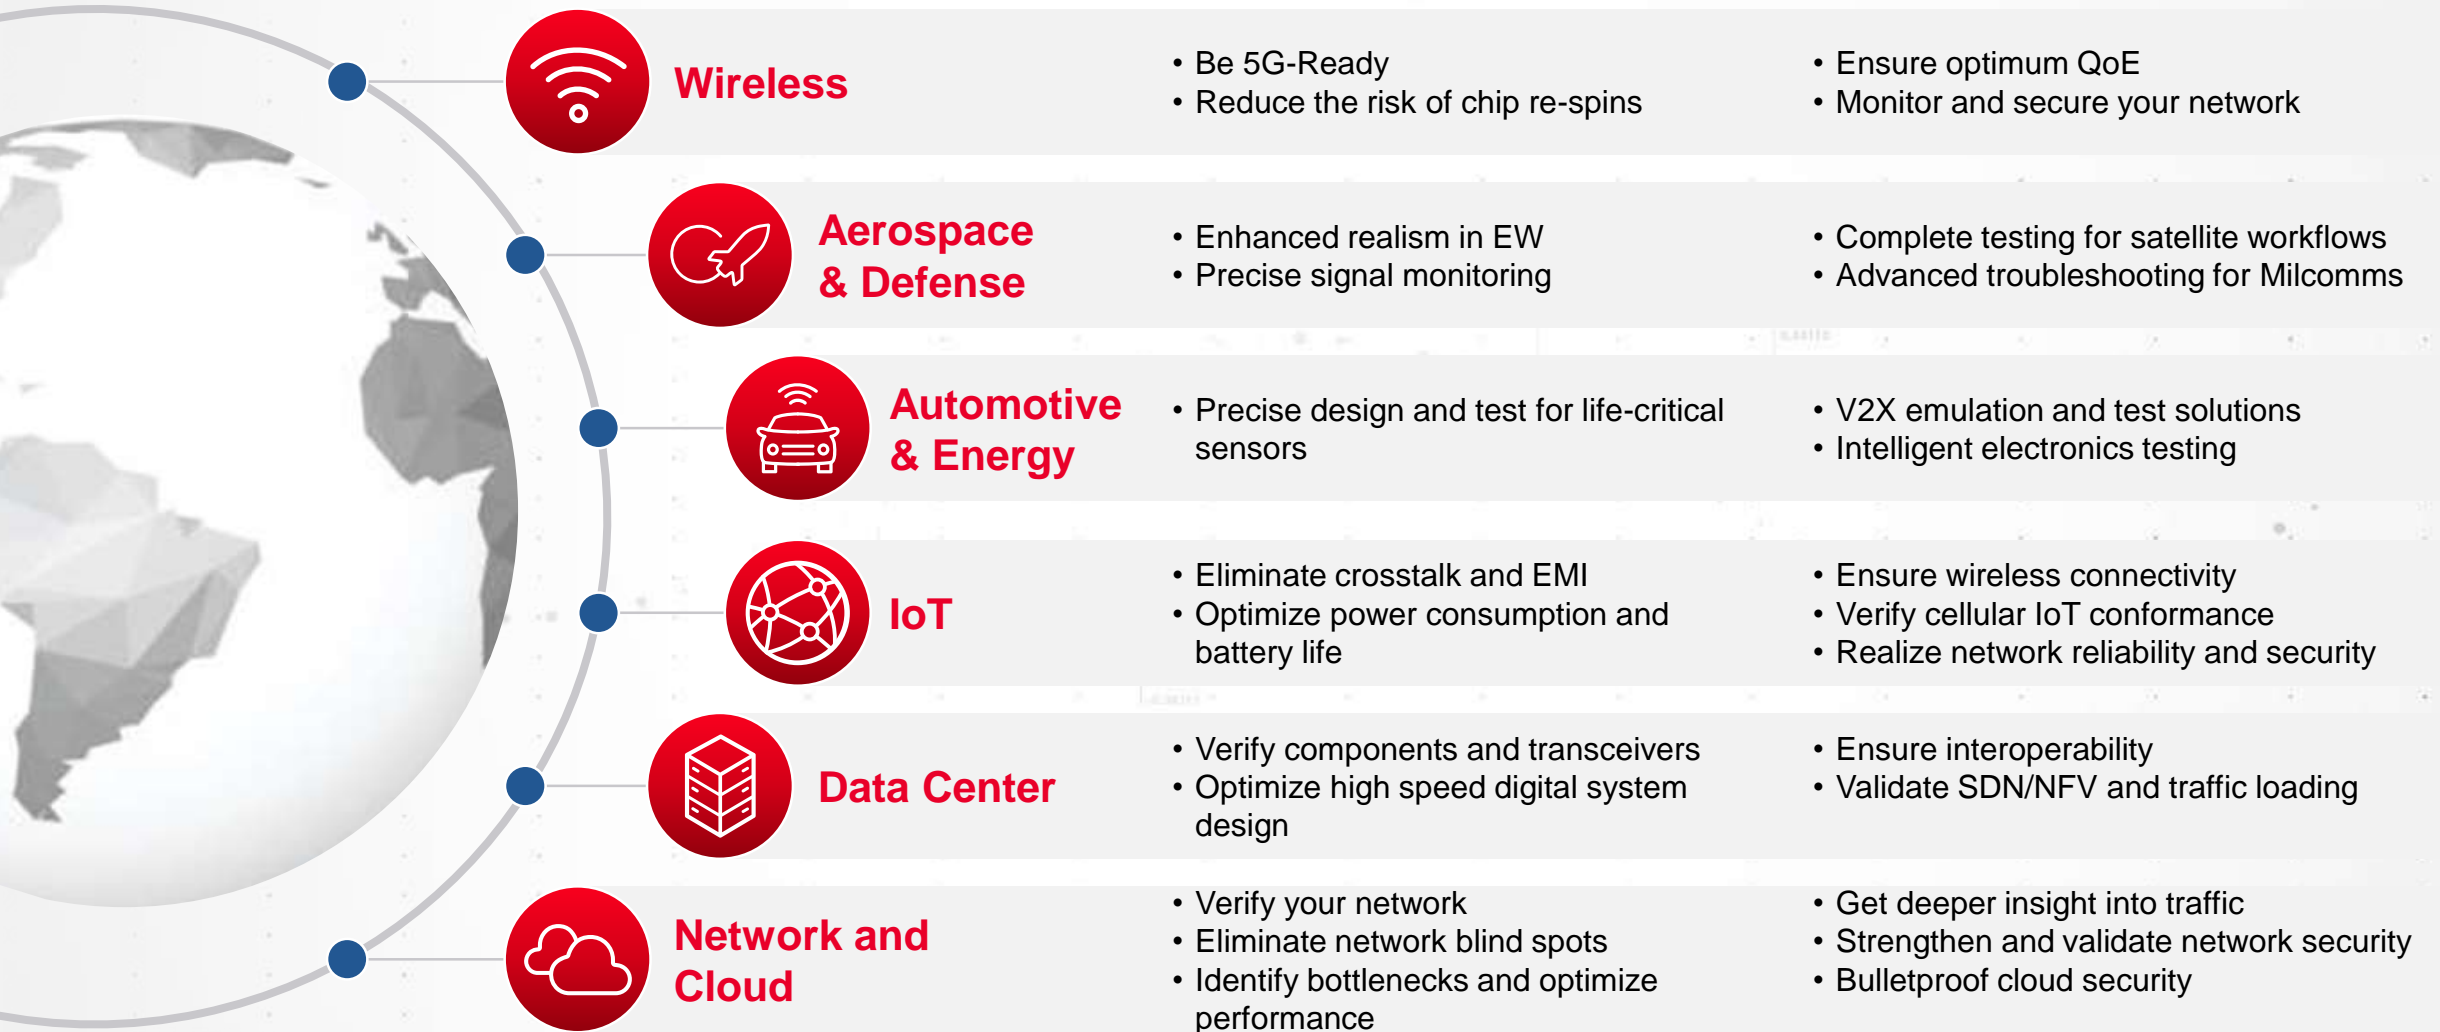 Wireless
• Be 5G-Ready
• Reduce the risk of chip re-spins
• Ensure optimum QoE
• Monitor and secure your network
Aerospace
& Defense
• Enhanced realism in EW
• Precise signal monitoring
• Complete testing for satellite workflows
• Advanced troubleshooting for Milcomms
Automotive
& Energy
• Precise design and test for life-critical
sensors
• V2X emulation and test solutions
• Intelligent electronics testing
IoT
• Eliminate crosstalk and EMI
• Optimize power consumption and
battery life
• Ensure wireless connectivity
• Verify cellular IoT conformance
• Realize network reliability and security
Data Center
• Verify components and transceivers
• Optimize high speed digital system
design
• Ensure interoperability
• Validate SDN/NFV and traffic loading
Network and
Cloud
• Verify your network
• Eliminate network blind spots
• Identify bottlenecks and optimize
performance
• Get deeper insight into traffic
• Strengthen and validate network security
• Bulletproof cloud security